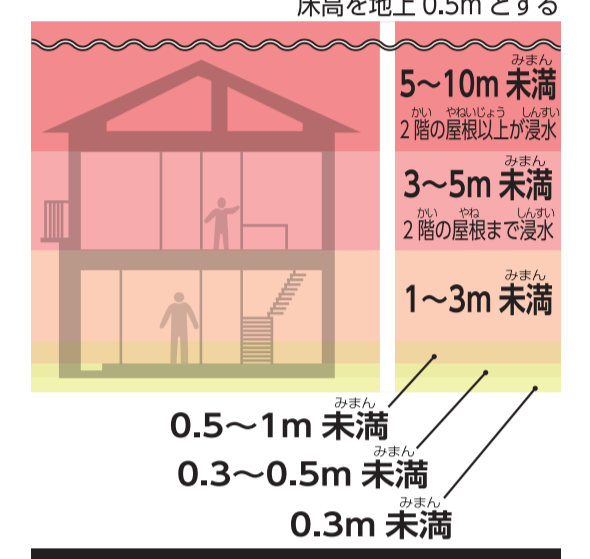 床高を地上 0.5m とする
みまん
5〜10m 未満
かい やねいじょう しんすい
2 階の屋根以上が浸水
みまん
3〜5m 未満
かい やね しんすい
2 階の屋根まで浸水
みまん
1〜3m 未満
みまん
0.5〜1m 未満
みまん
0.3〜0.5m 未満
みまん
0.3m 未満